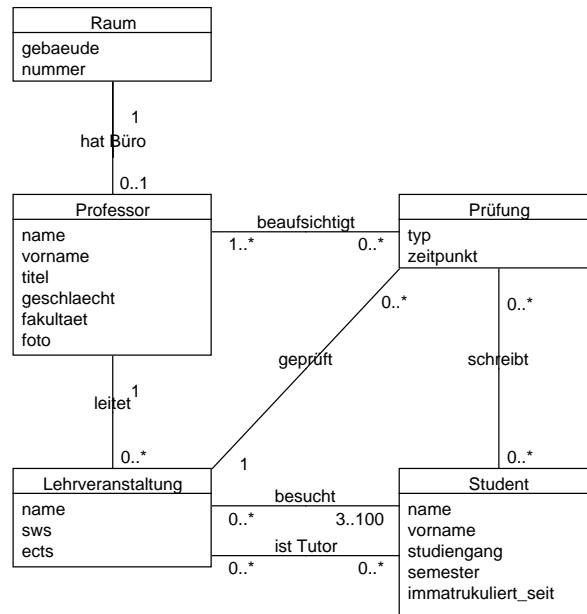 Raum
gebaeude
nummer
1
hat Büro
0..1
Professor
name
vorname
titel
geschlaecht
fakultaet
foto
beaufsichtigt
1..*
0..*
Prüfung
typ
zeitpunkt
0..*
0..*
geprüft
schreibt
1
leitet
0..*
1
0..*
Lehrveranstaltung
name
sws
ects
besucht
0..*
3..100
ist Tutor
0..*
0..*
Student
name
vorname
studiengang
semester
immatrukuliert_seit